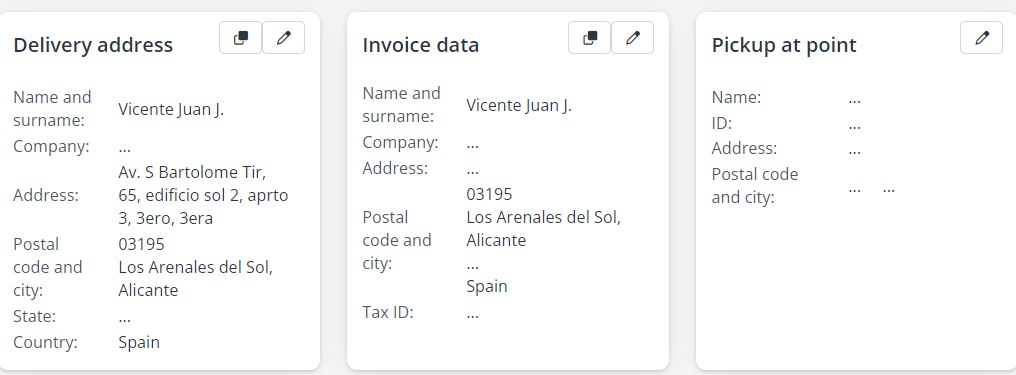 Delivery address
Name and surname: Vicente Juan J.
Company: ...
Address: Av. S Bartolome Tir,
65, edificio sol 2, aprto
3, 3ero, 3era
Postal code and city: 03195
Los Arenales del Sol,
Alicante
State: ...
Country: Spain
Invoice data
Name and surname: Vicente Juan J.
Company: ...
Address: ...
Postal code and city: 03195
Los Arenales del Sol,
Alicante
...
Spain
Tax ID: ...
Pickup at point
Name: ...
ID: ...
Address: ...
Postal code and city: ... ...